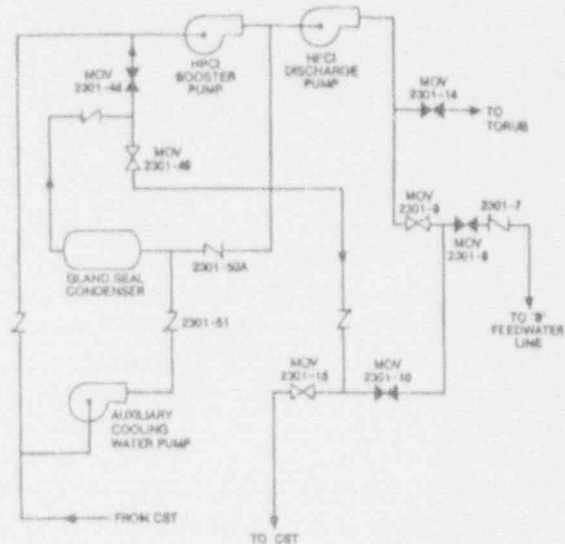 HPCI
BOOSTER
PUMP
HPCI
DISCHARGE
PUMP
MOV
2301-48
MOV
2301-14
TO
TORUB
MOV
2301-49
MOV
2301-9
2301-7
MOV
2301-8
GLAND SEAL
CONDENSER
2301-50A
2301-51
TO 'B'
FEEDWATER
LINE
MOV
2301-15
MOV
2301-10
AUXILIARY
COOLING
WATER PUMP
FROM CST
TO CST